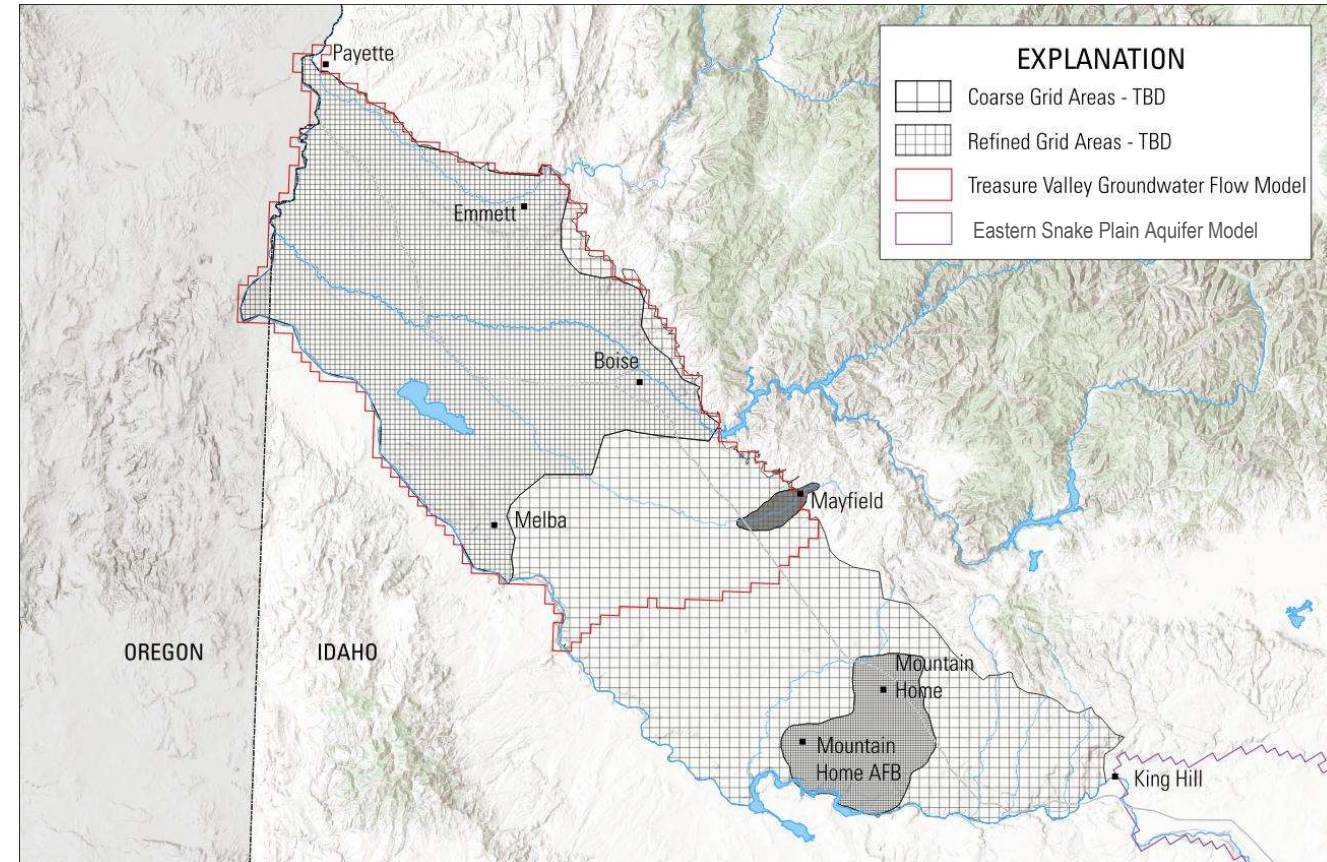 EXPLANATION
Coarse Grid Areas - TBD
Refined Grid Areas - TBD
Treasure Valley Groundwater Flow Model
Eastern Snake Plain Aquifer Model
Payette
Emmett
Boise
Mayfield
Melba
OREGON
IDAHO
Mountain
Home
Mountain
Home AFB
King Hill